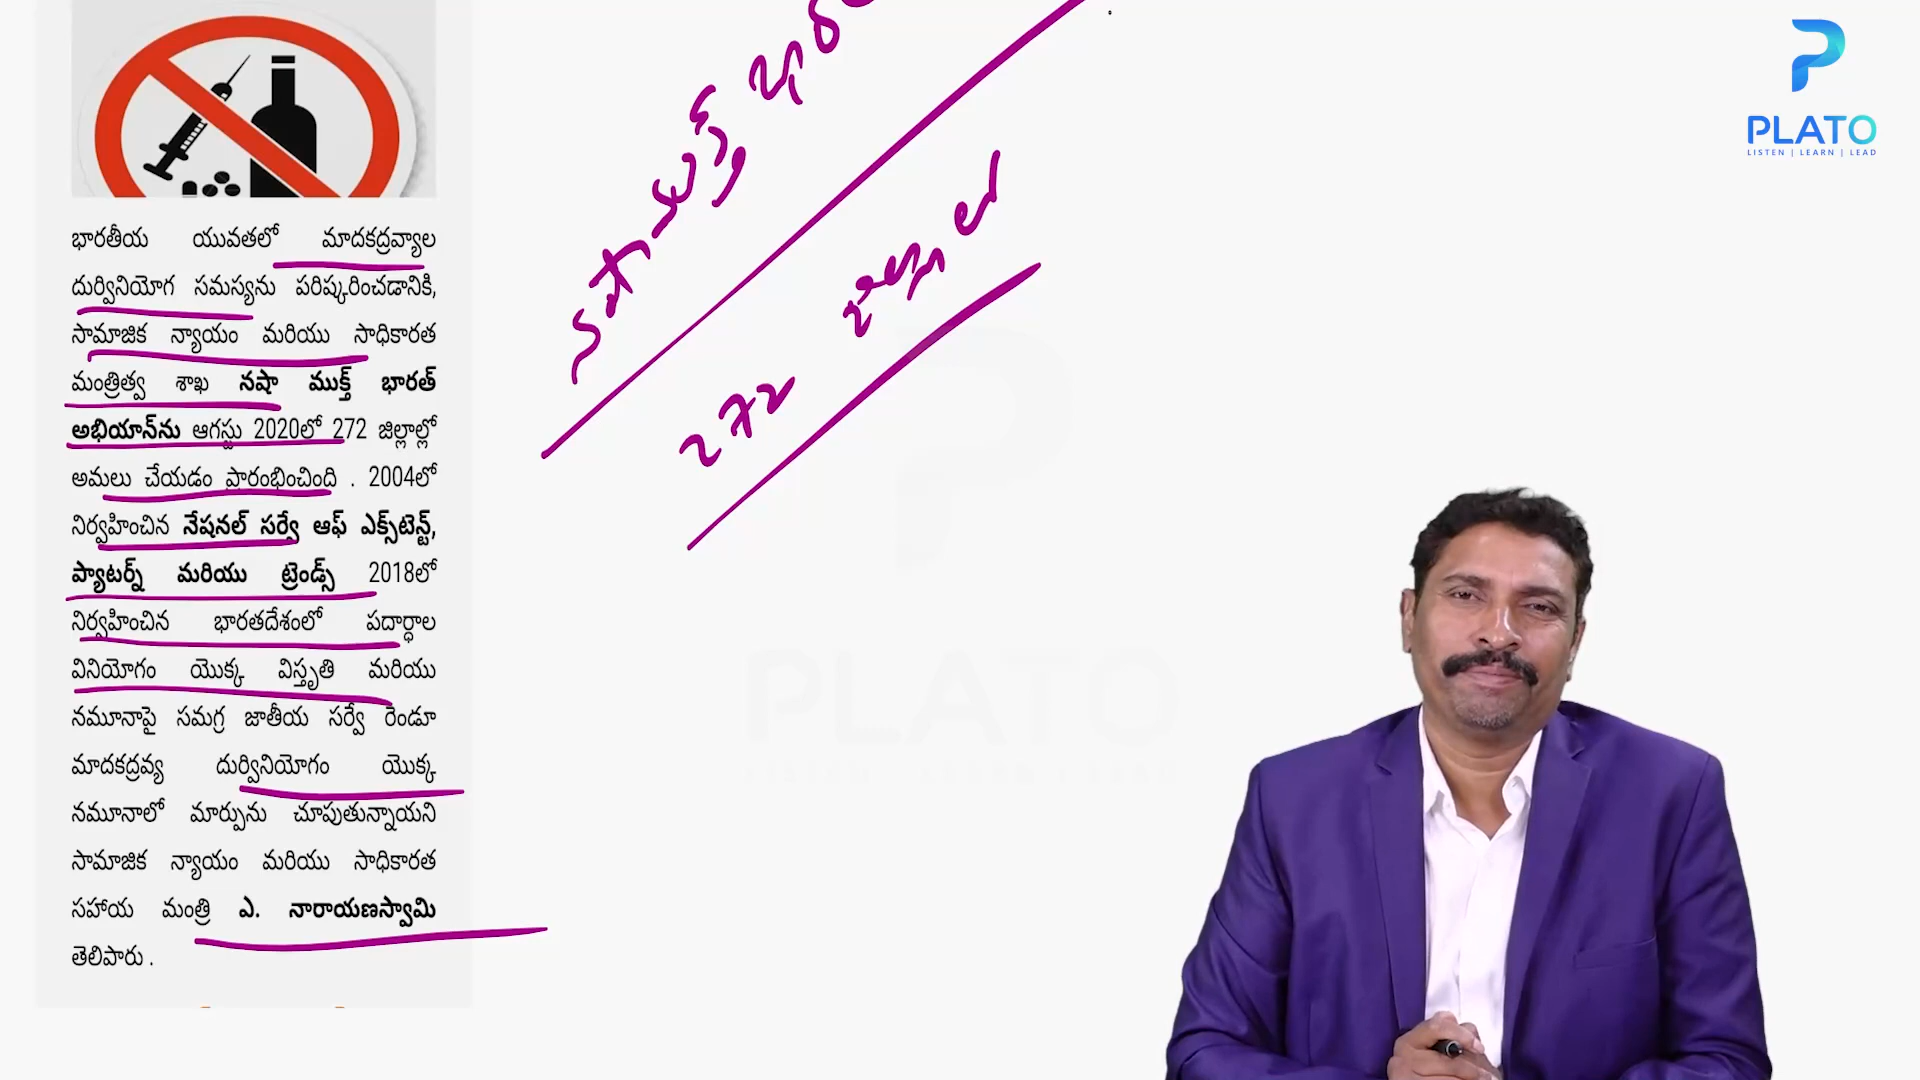 PLATO
LISTEN | LEARN | LEAD
భారతీయ యువతలో మాదకద్రవ్యాల
దుర్వినియోగ సమస్యను పరిష్కరించడానికి,
సామాజిక న్యాయం మరియు సాధికారత
మంత్రిత్వ శాఖ నషా ముక్త్ భారత్
అభియాన్‌ను ఆగస్టు 2020లో 272 జిల్లాల్లో
అమలు చేయడం ప్రారంభించింది . 2004లో
నిర్వహించిన నేషనల్ సర్వే ఆఫ్ ఎక్స్‌టెన్ట్,
ప్యాటర్న్ మరియు ట్రెండ్స్ 2018లో
నిర్వహించిన భారతదేశంలో పదార్ధాల
వినియోగం యొక్క విస్తృతి మరియు
నమూనాపై సమగ్ర జాతీయ సర్వే రెండూ
మాదకద్రవ్య దుర్వినియోగం యొక్క
నమూనాలో మార్పును చూపుతున్నాయని
సామాజిక న్యాయం మరియు సాధికారత
సహాయ మంత్రి ఎ. నారాయణస్వామి
తెలిపారు .
272
PLATO